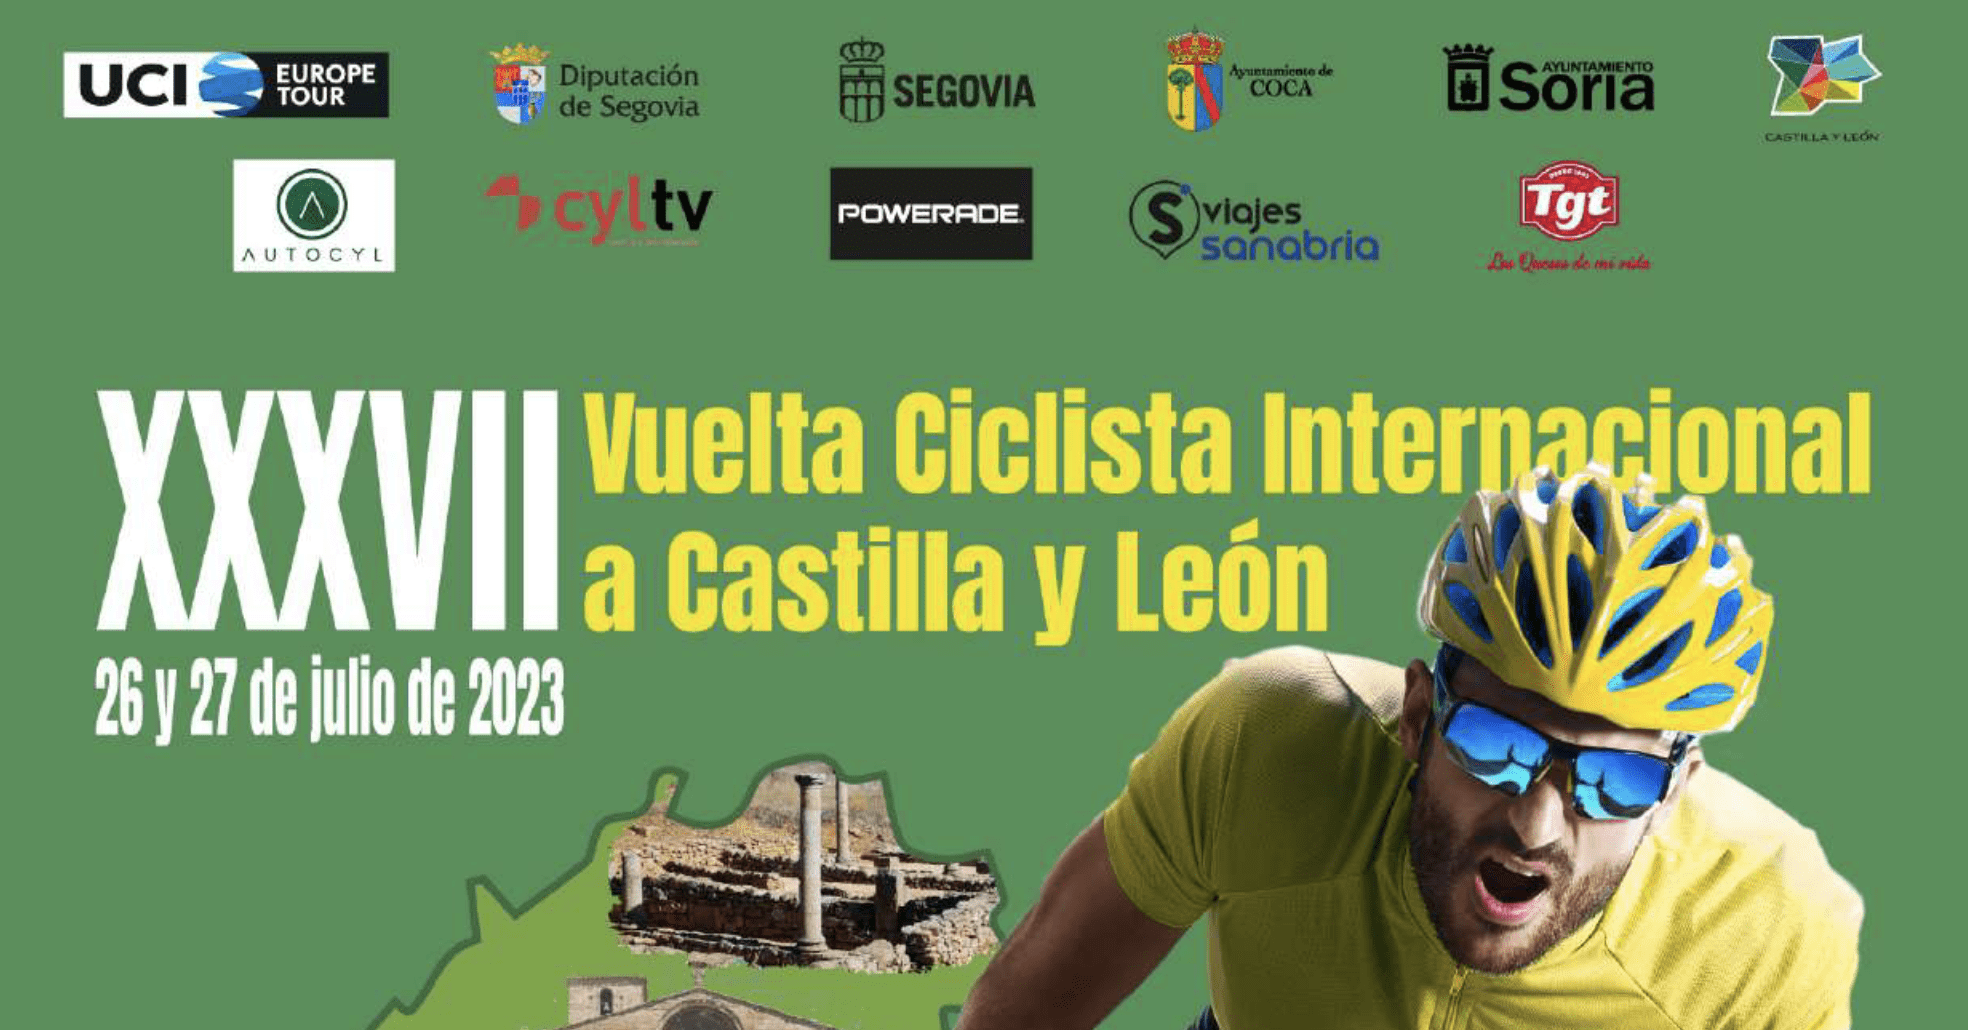 UCI EUROPE TOUR
Diputación de Segovia
SEGOVIA
Ayuntamiento de COCA
AYUNTAMIENTO Soria
CASTILLA Y LEÓN
AUTOCYL
cyltv
POWERADE
viajes sanabria
Tgt
Los Quesos de mi vida
XXXVII Vuelta Ciclista Internacional
a Castilla y León
26 y 27 de julio de 2023